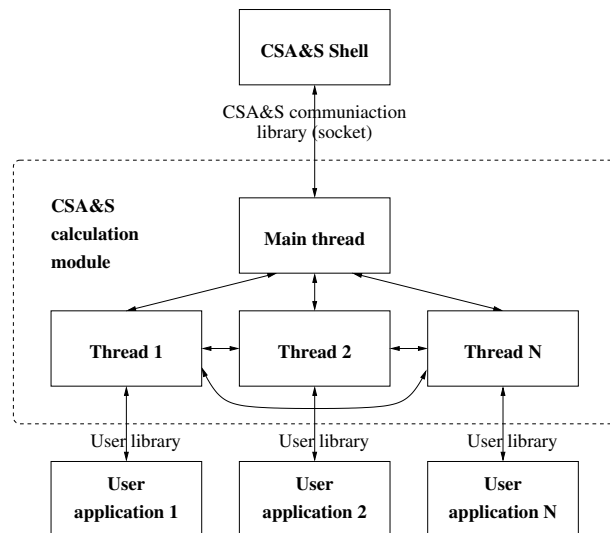 CSA&S Shell
CSA&S communiaction
library (socket)
CSA&S
calculation
module
Main thread
Thread 1
Thread 2
Thread N
User library
User library
User library
User
application 1
User
application 2
User
application N